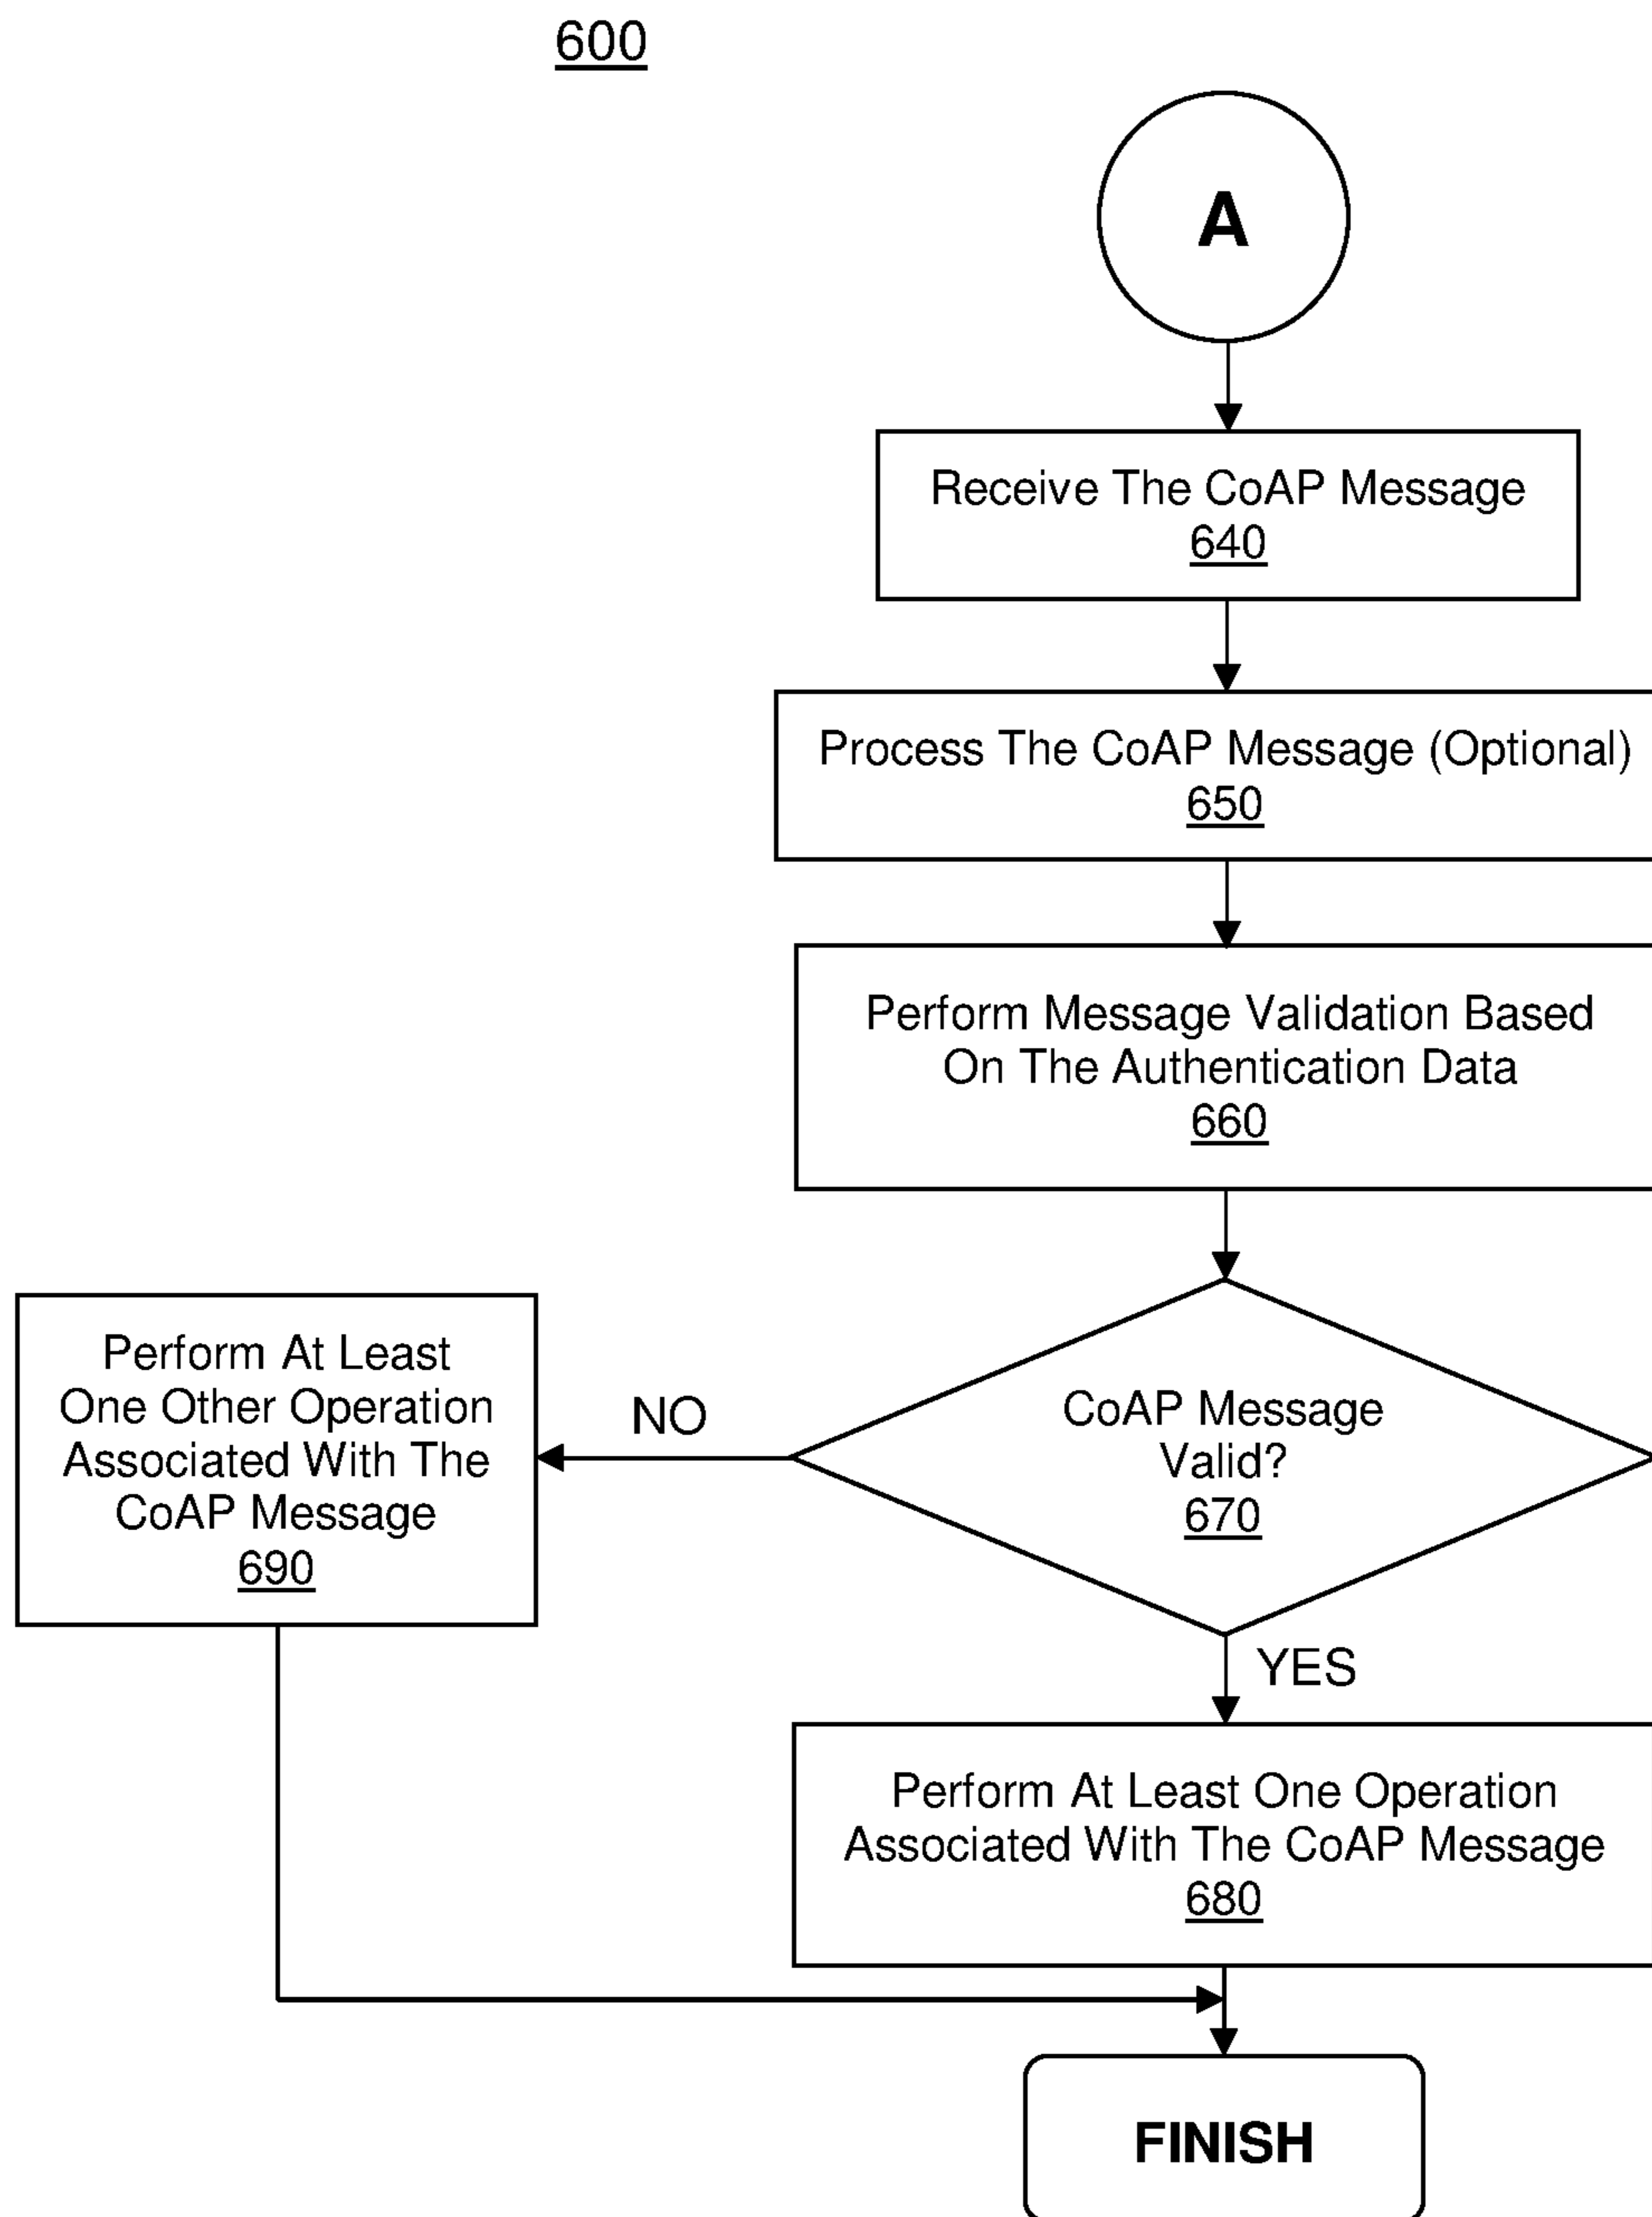 600
A
Receive The CoAP Message
640
Process The CoAP Message (Optional)
650
Perform Message Validation Based
On The Authentication Data
660
CoAP Message
Valid?
670
NO
Perform At Least
One Other Operation
Associated With The
CoAP Message
690
YES
Perform At Least One Operation
Associated With The CoAP Message
680
FINISH